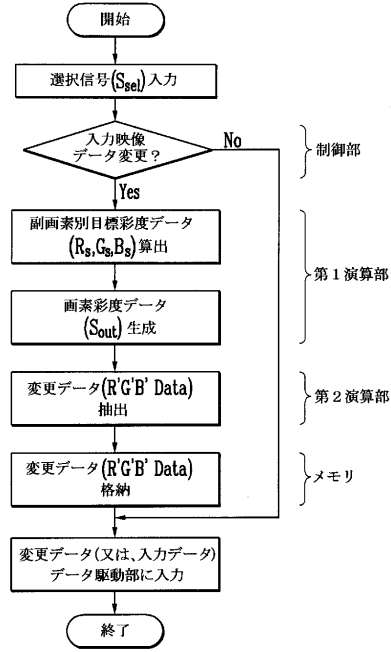 開始
選択信号(Ssel)入力
入力映像
データ変更？
No
制御部
Yes
副画素別目標彩度データ
(Rs,Gs,Bs)算出
第1演算部
画素彩度データ
(Sout)生成
変更データ(R'G'B' Data)
抽出
第2演算部
変更データ(R'G'B' Data)
格納
メモリ
変更データ(又は、入力データ)
データ駆動部に入力
終了